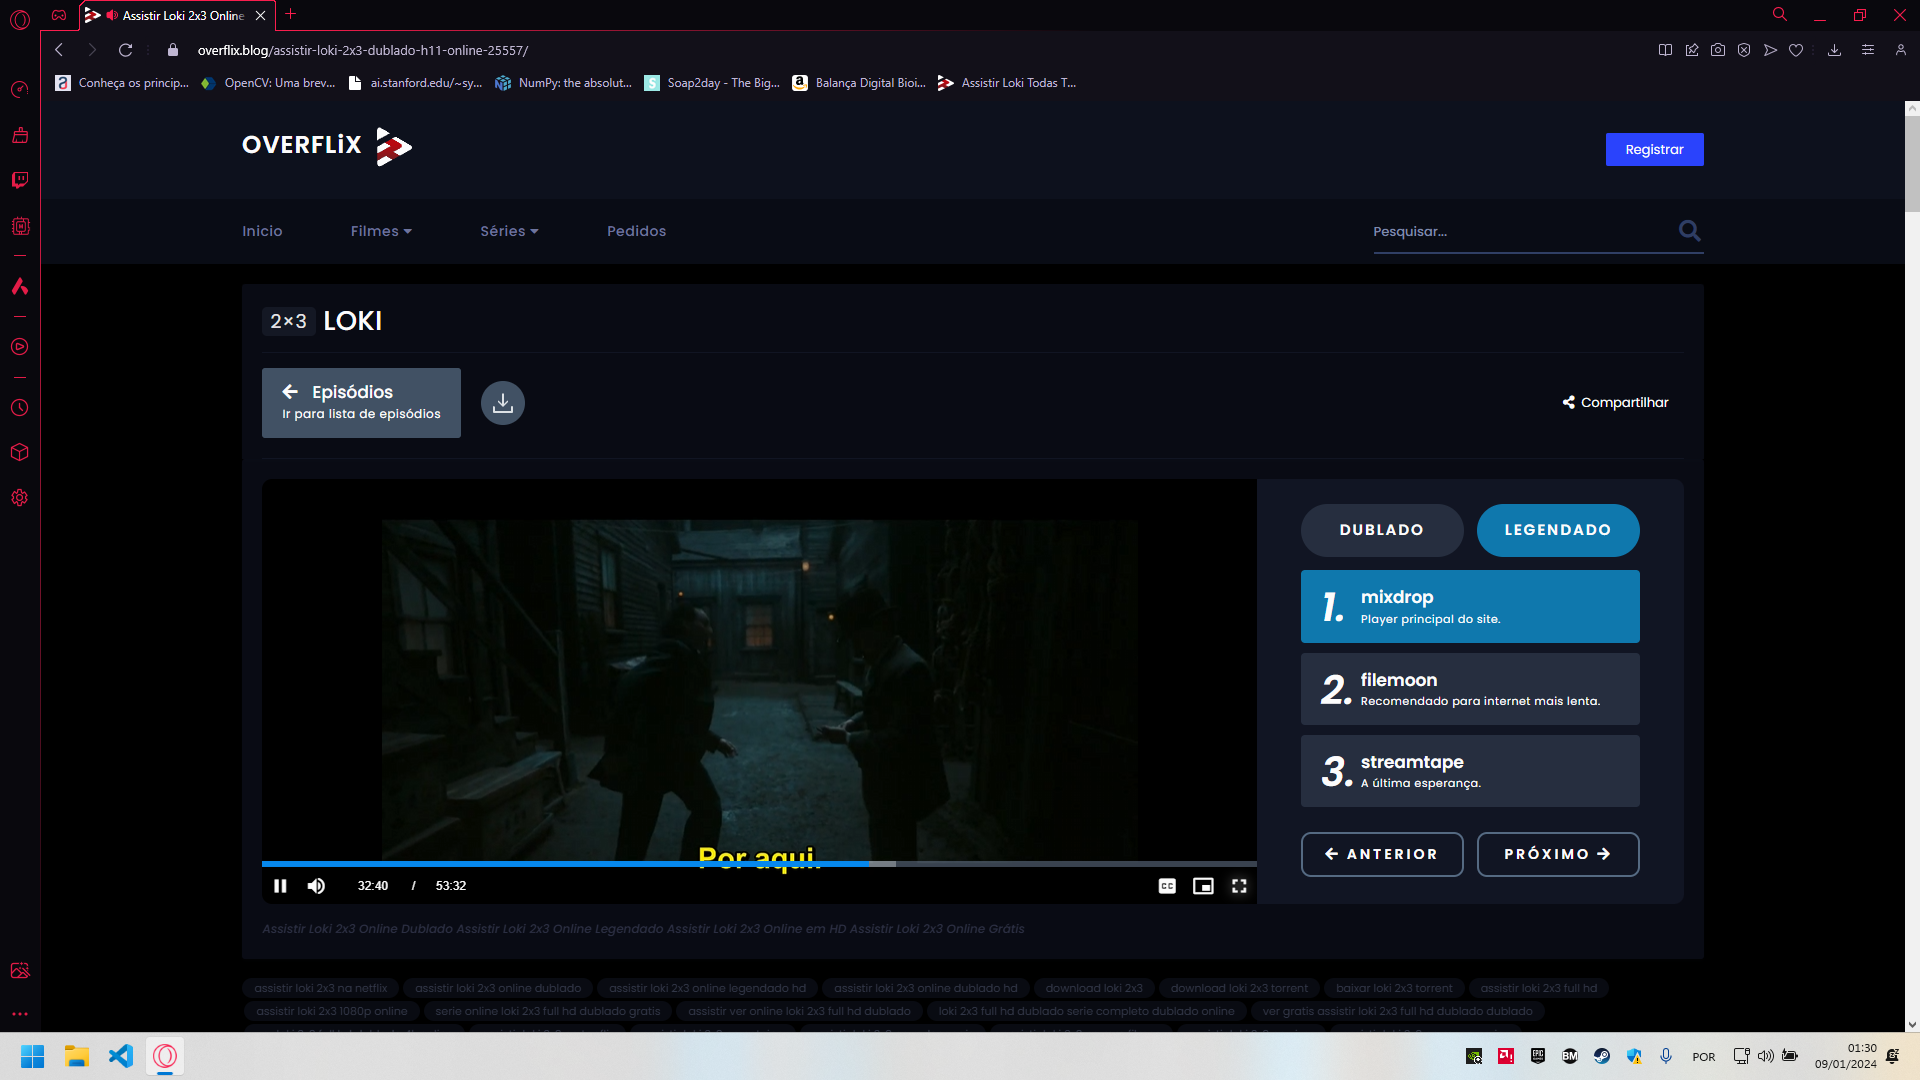 Assistir Loki 2x3 Online
overflix.blog/assistir-loki-2x3-dublado-h11-online-25557/
Conheça os princip...
OpenCV: Uma brev...
ai.stanford.edu/~sy...
NumPy: the absolut...
Soap2day - The Big...
Balança Digital Bioi...
Assistir Loki Todas T...
OVERFLiX
Registrar
Inicio
Filmes
Séries
Pedidos
Pesquisar...
2×3 LOKI
Episódios
Ir para lista de episódios
Compartilhar
DUBLADO
LEGENDADO
1. mixdrop
Player principal do site.
2. filemoon
Recomendado para internet mais lenta.
3. streamtape
A última esperança.
ANTERIOR
PRÓXIMO
Por aqui.
32:40 / 53:32
CC
Assistir Loki 2x3 Online Dublado Assistir Loki 2x3 Online Legendado Assistir Loki 2x3 Online em HD Assistir Loki 2x3 Online Grátis
assistir loki 2x3 na netflix
assistir loki 2x3 online dublado
assistir loki 2x3 online legendado hd
assistir loki 2x3 online dublado hd
download loki 2x3
download loki 2x3 torrent
baixar loki 2x3 torrent
assistir loki 2x3 full hd
assistir loki 2x3 1080p online
serie online loki 2x3 full hd dublado gratis
assistir ver online loki 2x3 full hd dublado
loki 2x3 full hd dublado serie completo dublado online
ver gratis assistir loki 2x3 full hd dublado dublado
BM
POR
01:30
09/01/2024